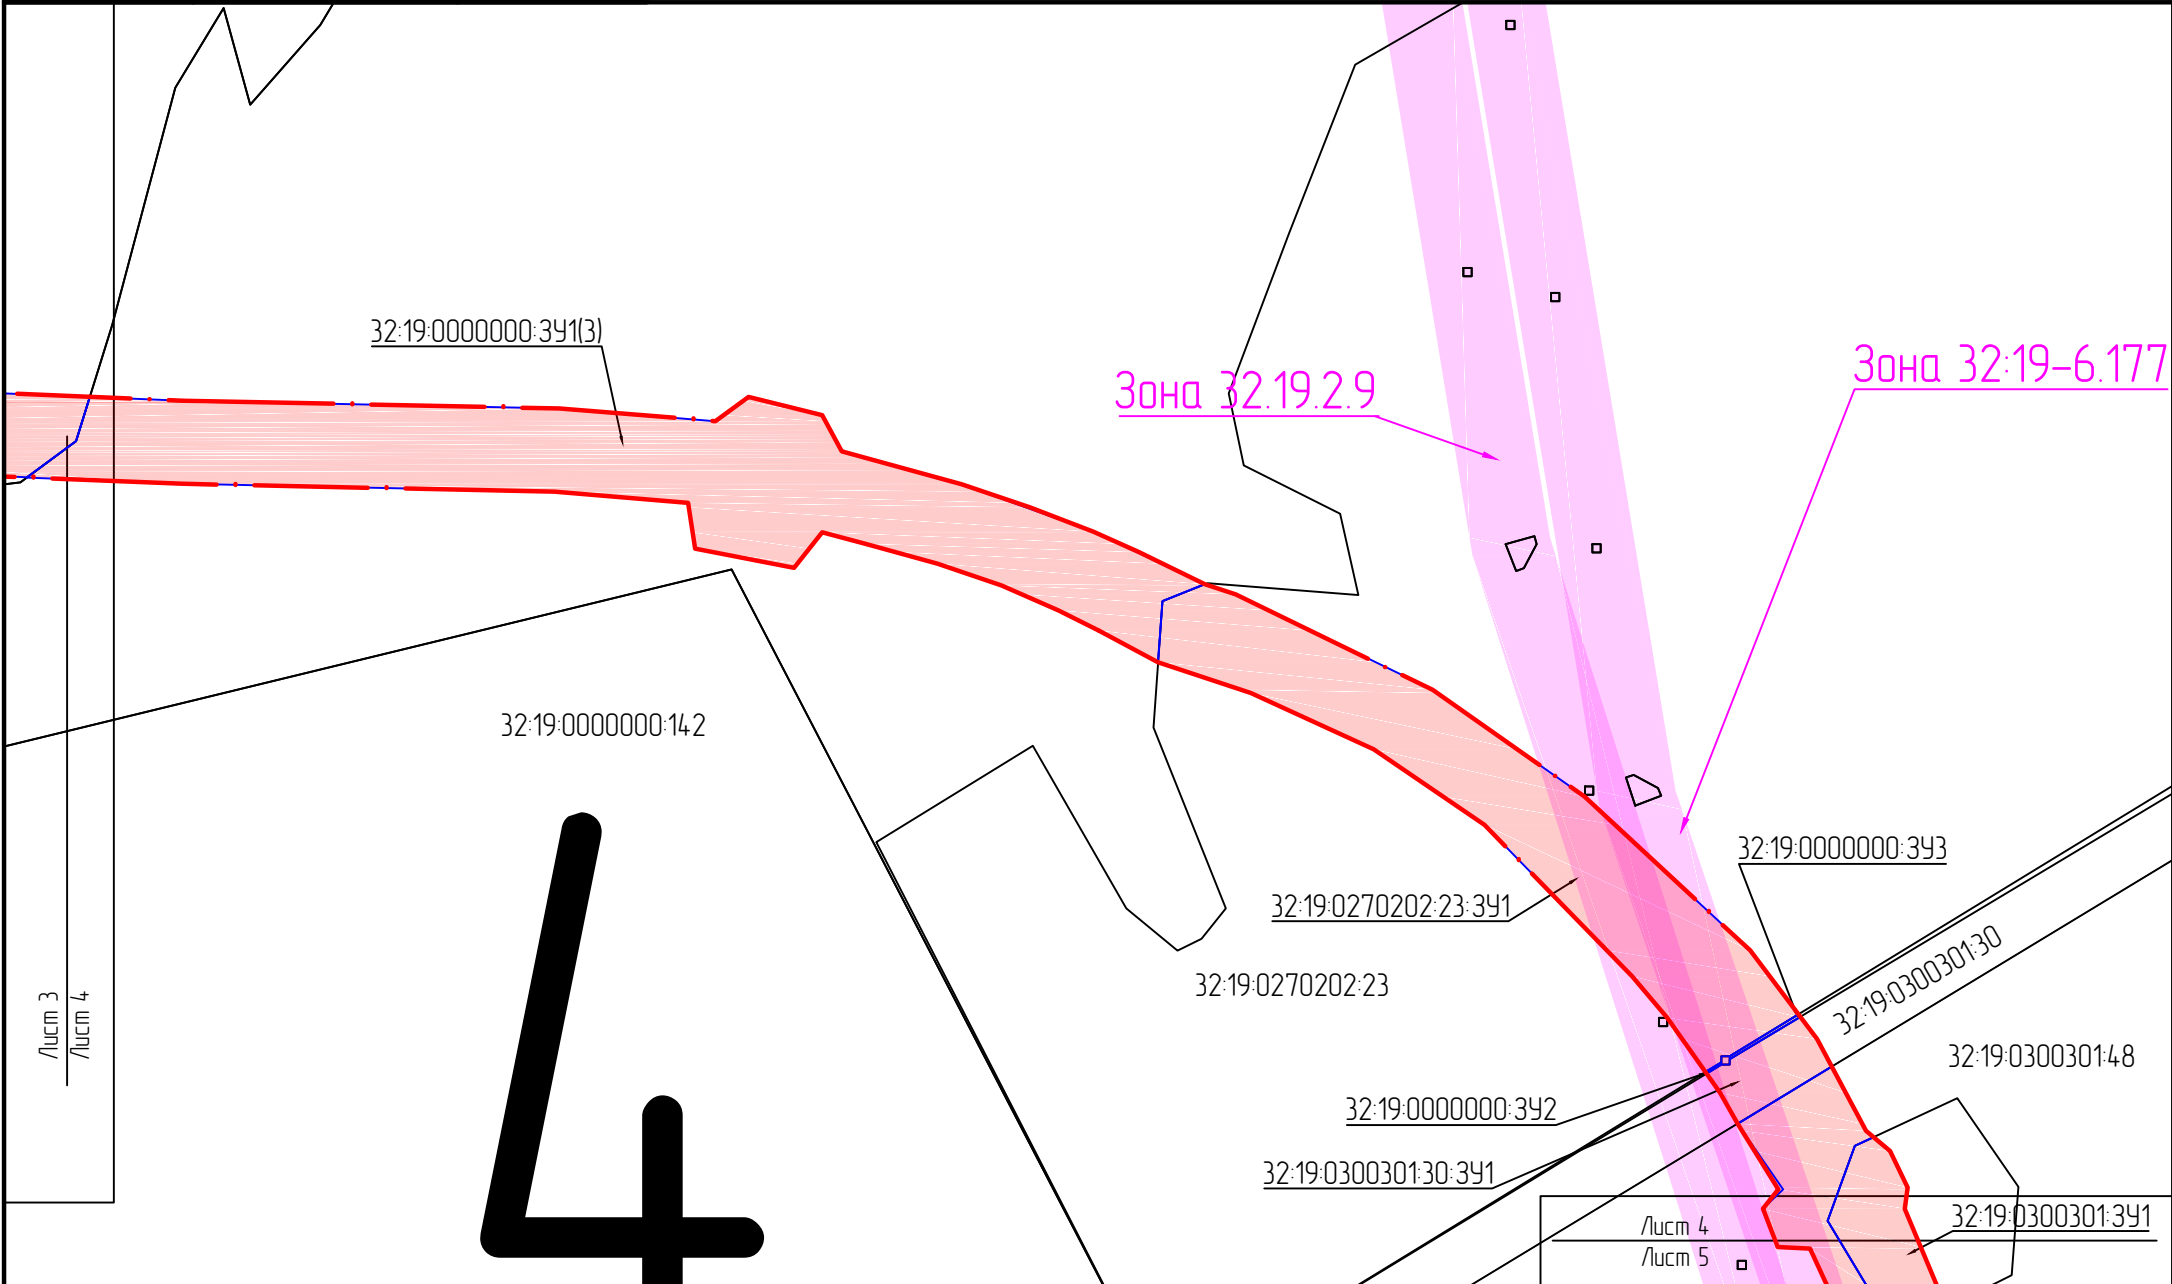 32:19:0000000:ЗУ1(3)
Зона 32.19.2.9
Зона 32:19-6.177
32:19:0000000:142
32:19:0000000:ЗУ3
32:19:0270202:23:ЗУ1
32:19:0300301:30
32:19:0270202:23
Лист 3
Лист 4
32:19:0300301:48
32:19:0000000:ЗУ2
32:19:0300301:30:ЗУ1
32:19:0300301:ЗУ1
Лист 4
Лист 5
4